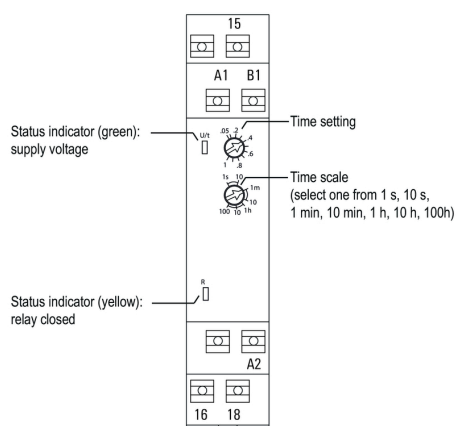 15
A1 B1
Status indicator (green):
supply voltage
U/t
.05 .2 .4 .6 .8 1
Time setting
1s 10 1m 10 1h 10 100
Time scale
(select one from 1 s, 10 s,
1 min, 10 min, 1 h, 10 h, 100h)
R
Status indicator (yellow):
relay closed
A2
16 18